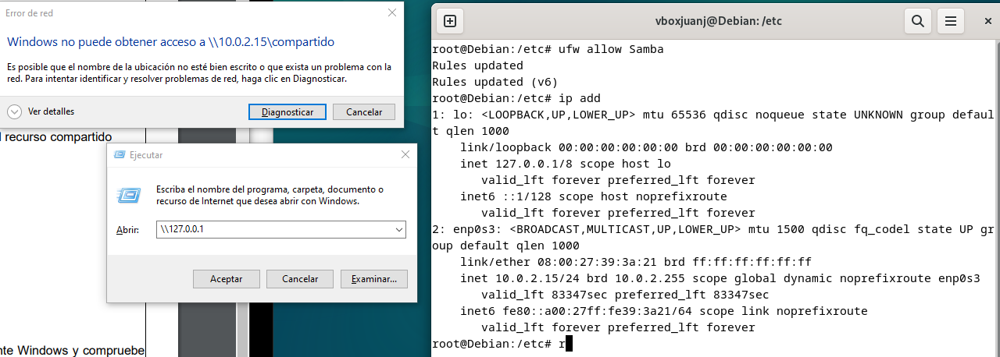 Error de red
Windows no puede obtener acceso a \\10.0.2.15\compartido
Es posible que el nombre de la ubicación no esté bien escrito o que exista un problema con la
red. Para intentar identificar y resolver problemas de red, haga clic en Diagnosticar.
Ver detalles
Diagnosticar
Cancelar
l recurso compartido
Ejecutar
Escriba el nombre del programa, carpeta, documento o
recurso de Internet que desea abrir con Windows.
Abrir:
\\127.0.0.1
Aceptar
Cancelar
Examinar...
nte Windows y compruebe
vboxjuanj@Debian: /etc
root@Debian:/etc# ufw allow Samba
Rules updated
Rules updated (v6)
root@Debian:/etc# ip add
1: lo: <LOOPBACK,UP,LOWER_UP> mtu 65536 qdisc noqueue state UNKNOWN group defaul
t qlen 1000
link/loopback 00:00:00:00:00:00 brd 00:00:00:00:00:00
inet 127.0.0.1/8 scope host lo
valid_lft forever preferred_lft forever
inet6 ::1/128 scope host noprefixroute
valid_lft forever preferred_lft forever
2: enp0s3: <BROADCAST,MULTICAST,UP,LOWER_UP> mtu 1500 qdisc fq_codel state UP gr
oup default qlen 1000
link/ether 08:00:27:39:3a:21 brd ff:ff:ff:ff:ff:ff
inet 10.0.2.15/24 brd 10.0.2.255 scope global dynamic noprefixroute enp0s3
valid_lft 83347sec preferred_lft 83347sec
inet6 fe80::a00:27ff:fe39:3a21/64 scope link noprefixroute
valid_lft forever preferred_lft forever
root@Debian:/etc# r